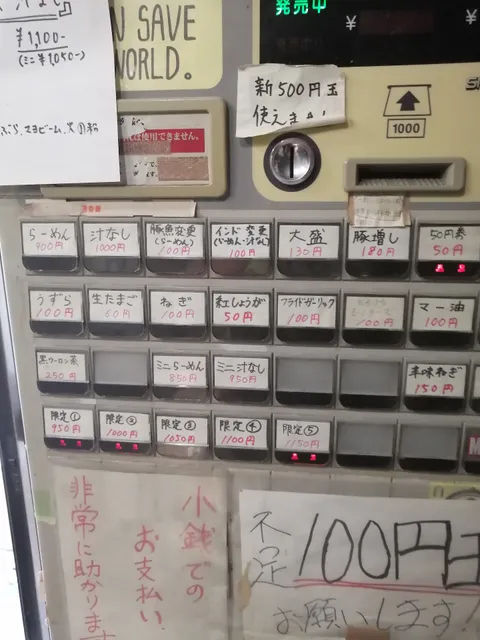 汁なし
¥1,100-
(ミニ¥1,050-)
N SAVE
WORLD.
発売中
¥
¥
新500円玉
使えます!
1000
使用できません。
らーめん
900円
汁なし
1000円
豚魚変更
(らーめん)
100円
インド変更
(らーめん・汁なし)
100円
大盛
130円
豚増し
180円
50円券
50円
うずら
100円
生たまご
60円
ねぎ
100円
紅しょうが
50円
フライドガーリック
100円
100円
マー油
100円
黒ウーロン茶
250円
ミニらーめん
850円
ミニ汁なし
950円
辛味ねぎ
150円
限定①
950円
限定②
1000円
限定③
1050円
限定④
1100円
限定⑤
1150円
小銭での
お支払い
非常に助かります
不足
100円玉
お願いします!